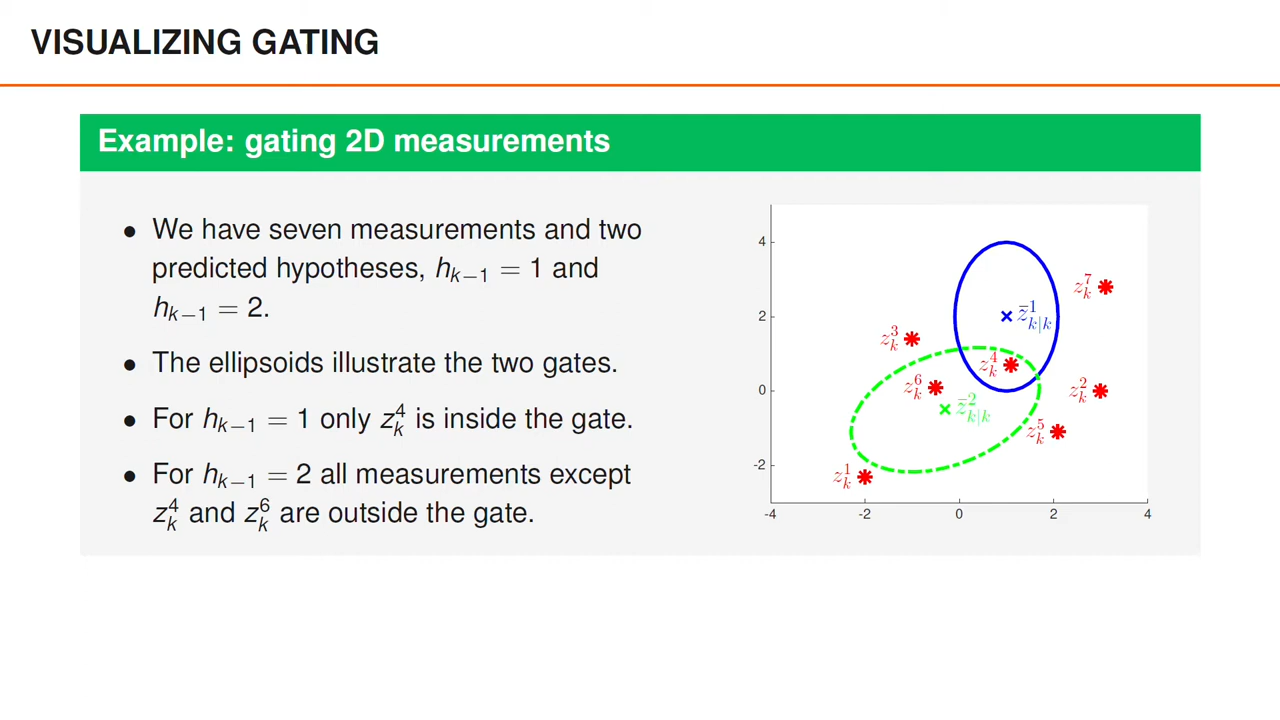 VISUALIZING GATING
Example: gating 2D measurements
• We have seven measurements and two
predicted hypotheses, h_{k−1} = 1 and
h_{k−1} = 2.
• The ellipsoids illustrate the two gates.
• For h_{k−1} = 1 only z_k^4 is inside the gate.
• For h_{k−1} = 2 all measurements except
z_k^4 and z_k^6 are outside the gate.
4
2
0
-2
-4
-2
0
2
4
z_k^7
z̄_{k|k}^1
z_k^3
z_k^4
z_k^6
z_k^2
z̄_{k|k}^2
z_k^5
z_k^1